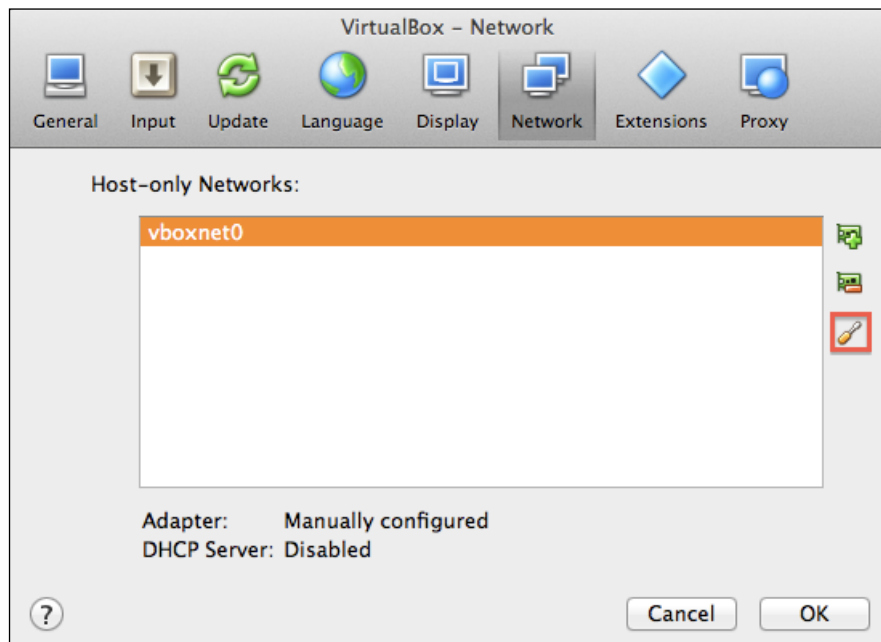 VirtualBox – Network
General Input Update Language Display Network Extensions Proxy
Host-only Networks:
vboxnet0
Adapter: Manually configured
DHCP Server: Disabled
? Cancel OK